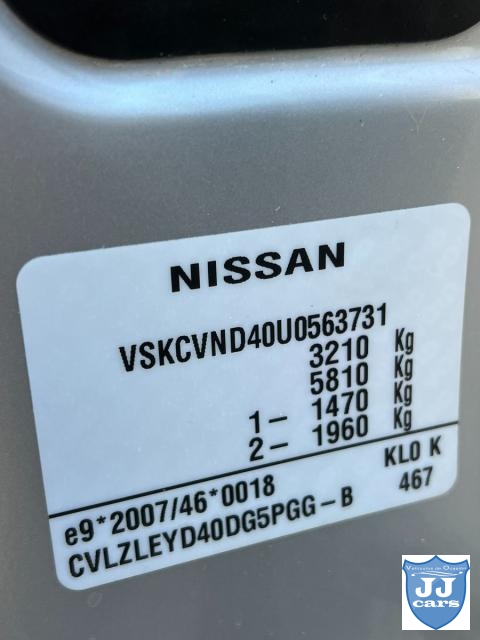 NISSAN
VSKCVND40U0563731
3210 Kg
5810 Kg
1- 1470 Kg
2- 1960 Kg
e9*2007/46*0018 KL0 K
CVLZLEYD40DG5PGG-B 467
JJ
cars